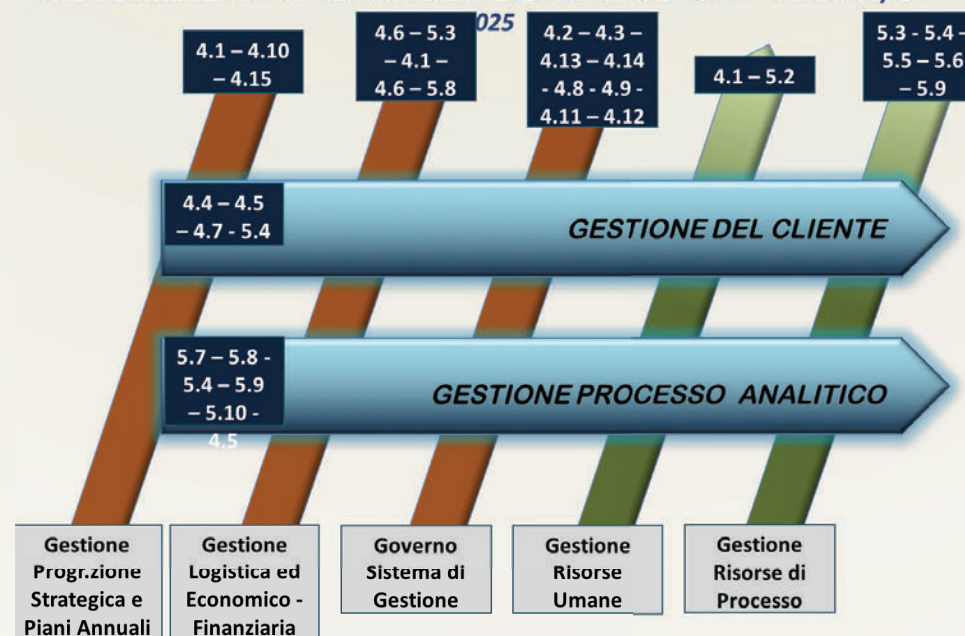 025
4.1 – 4.10
– 4.15
4.6 – 5.3
– 4.1 –
4.6 – 5.8
4.2 – 4.3 –
4.13 – 4.14
- 4.8 - 4.9 -
4.11 – 4.12
4.1 – 5.2
5.3 - 5.4 –
5.5 – 5.6
– 5.9
4.4 – 4.5
– 4.7 - 5.4
GESTIONE DEL CLIENTE
5.7 – 5.8 -
5.4 – 5.9
– 5.10 -
4.5
GESTIONE PROCESSO ANALITICO
Gestione
Progr.zione
Strategica e
Piani Annuali
Gestione
Logistica ed
Economico -
Finanziaria
Governo
Sistema di
Gestione
Gestione
Risorse
Umane
Gestione
Risorse di
Processo